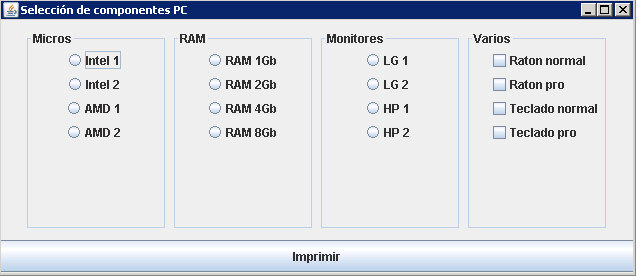 Selección de componentes PC
Micros
Intel 1
Intel 2
AMD 1
AMD 2
RAM
RAM 1Gb
RAM 2Gb
RAM 4Gb
RAM 8Gb
Monitores
LG 1
LG 2
HP 1
HP 2
Varios
Raton normal
Raton pro
Teclado normal
Teclado pro
Imprimir